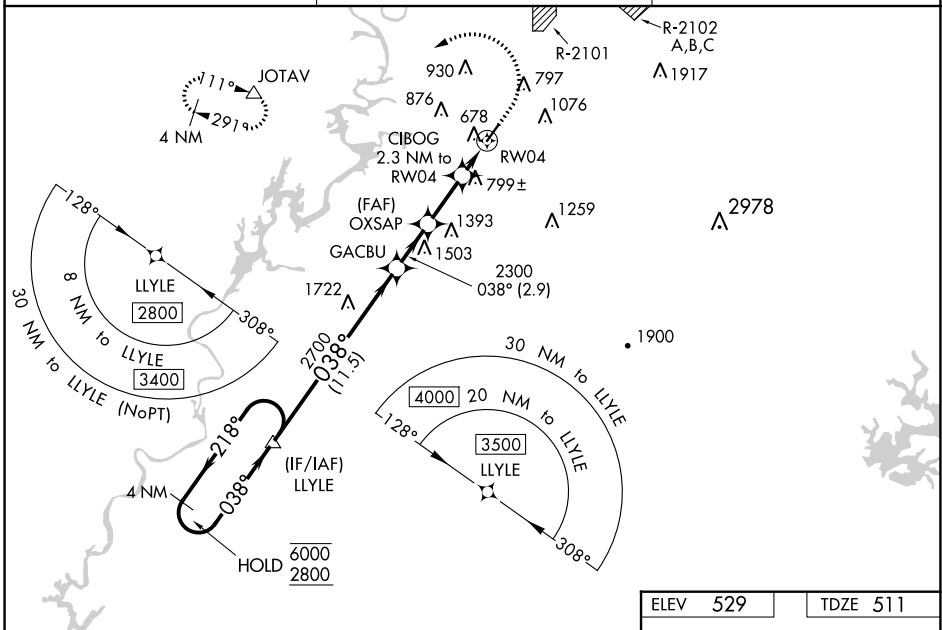 R-2101
R-2102
A,B,C
1917
930
797
876
1076
678
111°
JOTAV
291°
4 NM
CIBOG
2.3 NM to
RW04
RW04
799±
(FAF)
OXSAP
1393
1259
2978
GACBU
1503
2300
038° (2.9)
1722
128°
LLYLE
2800
308°
8 NM to LLYLE
3400
30 NM to LLYLE (NoPT)
2700
038°
(11.5)
1900
30 NM to LLYLE
4000
20 NM to LLYLE
128°
3500
LLYLE
308°
218°
038°
4 NM
(IF/IAF)
LLYLE
HOLD
6000
2800
ELEV 529
TDZE 511